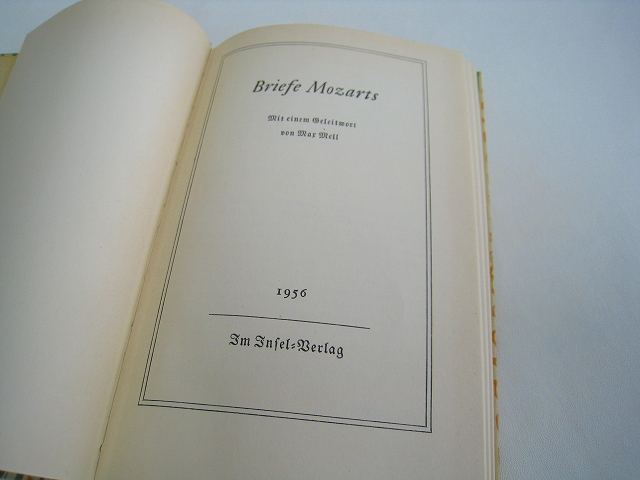 Briefe Mozarts
Mit einem Geleitwort
von Max Mell
1956
Im Insel-Verlag